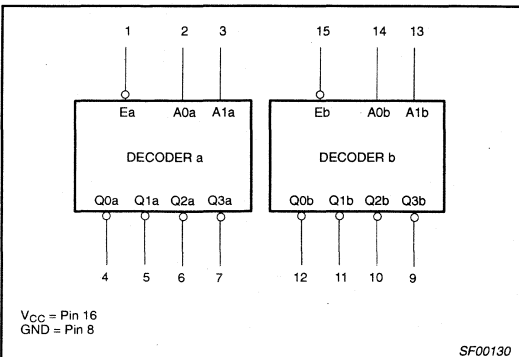 1 2 3 15 14 13
Ea A0a A1a Eb A0b A1b
DECODER a DECODER b
Q0a Q1a Q2a Q3a Q0b Q1b Q2b Q3b
4 5 6 7 12 11 10 9
VCC = Pin 16
GND = Pin 8
SF00130